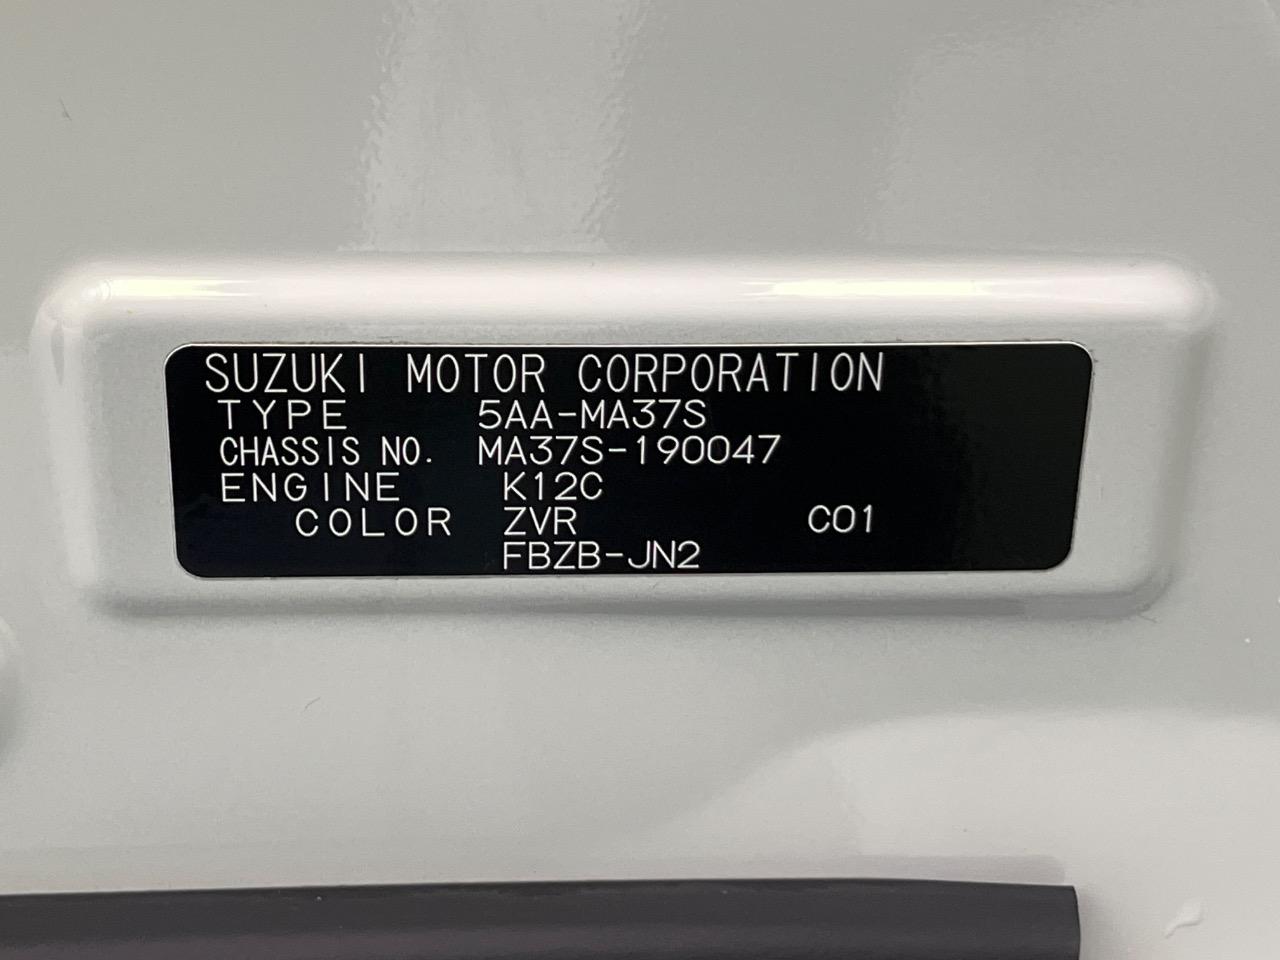 SUZUKI MOTOR CORPORATION
TYPE 5AA-MA37S
CHASSIS NO. MA37S-190047
ENGINE K12C
COLOR ZVR C01
FBZB-JN2